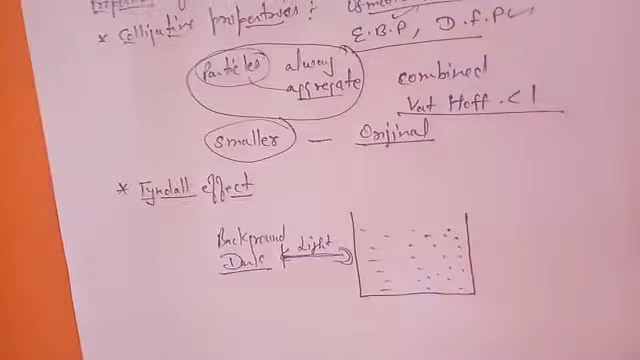 * Colligative properties :
E.B.P, D.F.P
Particles always
aggregate
combined
Vat Hoff . < 1
smaller — Original
* Tyndall effect
Background
Dark
Light